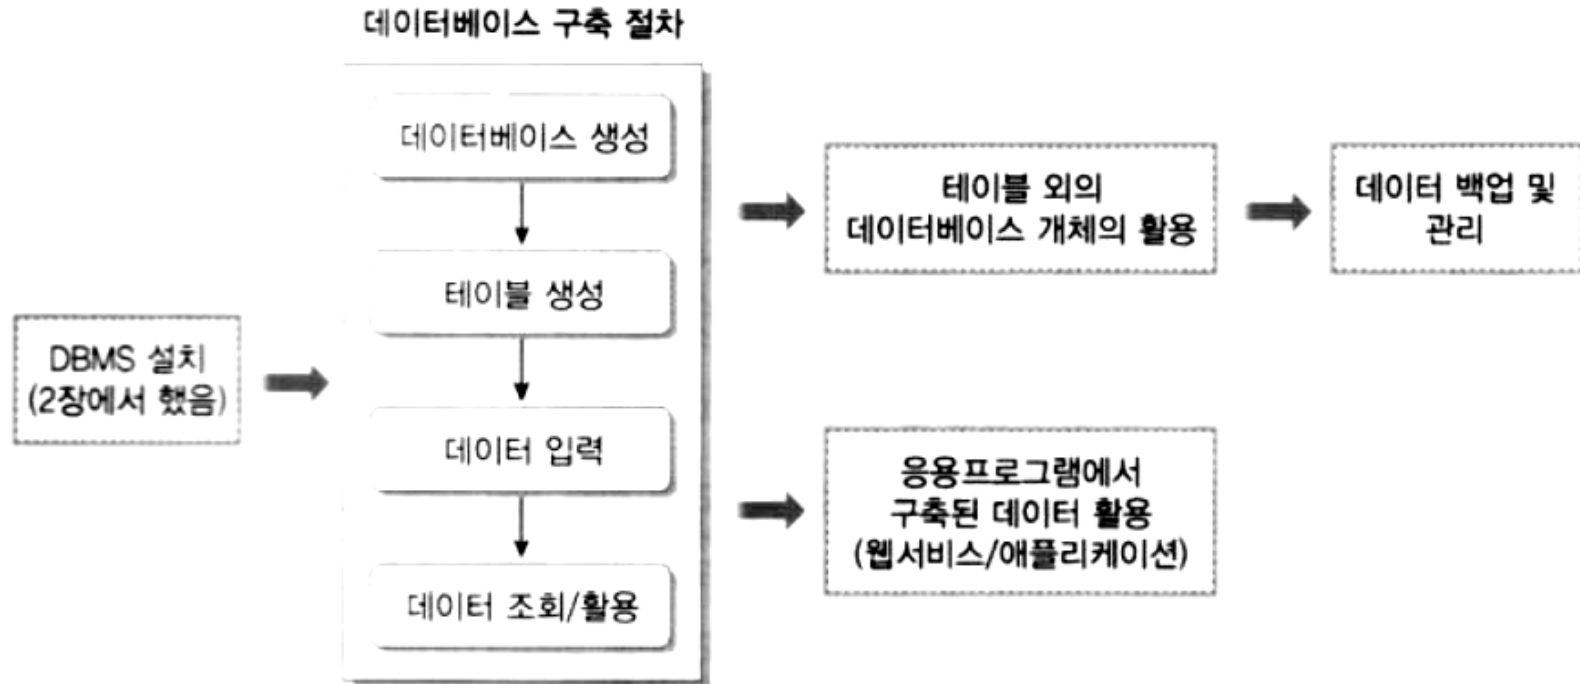 데이터베이스 구축 절차
DBMS 설치
(2장에서 했음)
데이터베이스 생성
테이블 생성
데이터 입력
데이터 조회/활용
테이블 외의
데이터베이스 개체의 활용
데이터 백업 및
관리
응용프로그램에서
구축된 데이터 활용
(웹서비스/애플리케이션)